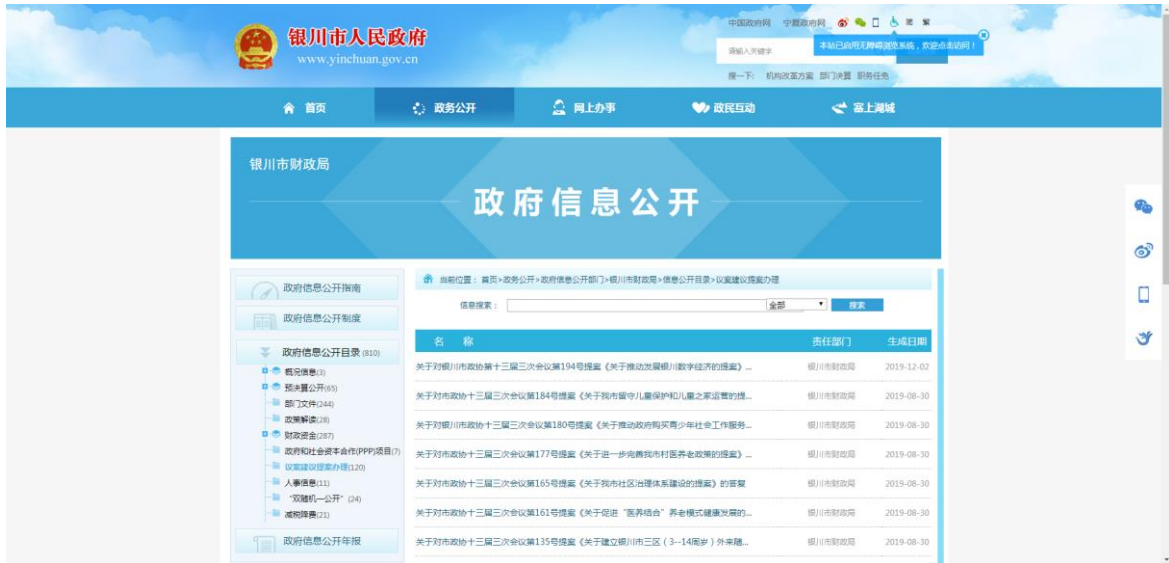 中国政府网 宁夏政府网 简 繁
银川市人民政府
www.yinchuan.gov.cn
请输入关键字
本站已启用无障碍浏览系统，欢迎点击访问！
搜一下： 机构改革方案 部门决算 职务任免
首页 政务公开 网上办事 政民互动 塞上湖城
银川市财政局
政府信息公开
当前位置：首页>政务公开>政府信息公开部门>银川市财政局>信息公开目录>议案建议提案办理
信息搜索： 全部 搜索
政府信息公开指南
政府信息公开制度
政府信息公开目录 (810)
概况信息(3)
预决算公开(65)
部门文件(244)
政策解读(28)
财政资金(287)
政府和社会资本合作(PPP)项目(7)
议案建议提案办理(120)
人事信息(11)
“双随机一公开” (24)
减税降费(21)
政府信息公开年报
名 称 责任部门 生成日期
关于对银川市政协第十三届三次会议第194号提案《关于推动发展银川数字经济的提案》... 银川市财政局 2019-12-02
关于对市政协十三届三次会议第184号提案《关于我市留守儿童保护和儿童之家运营的提... 银川市财政局 2019-08-30
关于对银川市政协十三届三次会议第180号提案《关于推动政府购买青少年社会工作服务... 银川市财政局 2019-08-30
关于对市政协十三届三次会议第177号提案《关于进一步完善我市村医养老政策的提案》... 银川市财政局 2019-08-30
关于对市政协十三届三次会议第165号提案《关于我市社区治理体系建设的提案》的答复 银川市财政局 2019-08-30
关于对市政协十三届三次会议第161号提案《关于促进“医养结合”养老模式健康发展的... 银川市财政局 2019-08-30
关于对市政协十三届三次会议第135号提案《关于建立银川市三区（3--14周岁）外来随... 银川市财政局 2019-08-30